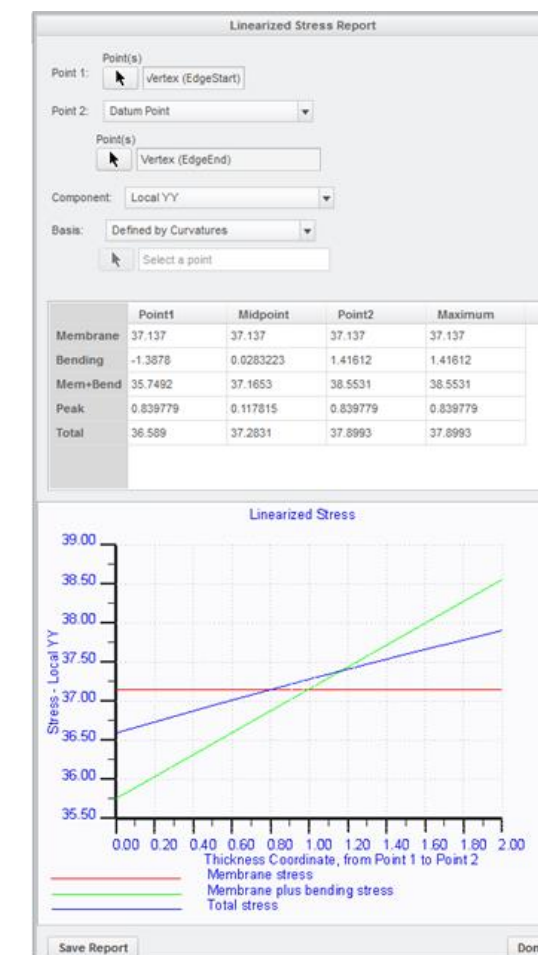 Linearized Stress Report
Point(s)
Point 1: Vertex (EdgeStart)
Point 2: Datum Point
Point(s)
Vertex (EdgeEnd)
Component: Local YY
Basis: Defined by Curvatures
Select a point
Point1 Midpoint Point2 Maximum
Membrane 37.137 37.137 37.137 37.137
Bending -1.3878 0.0283223 1.41612 1.41612
Mem+Bend 35.7492 37.1653 38.5531 38.5531
Peak 0.839779 0.117815 0.839779 0.839779
Total 36.589 37.2831 37.8993 37.8993
Linearized Stress
39.00
38.50
38.00
37.50
37.00
36.50
36.00
35.50
Stress - Local YY
0.00 0.20 0.40 0.60 0.80 1.00 1.20 1.40 1.60 1.80 2.00
Thickness Coordinate, from Point 1 to Point 2
Membrane stress
Membrane plus bending stress
Total stress
Save Report Don